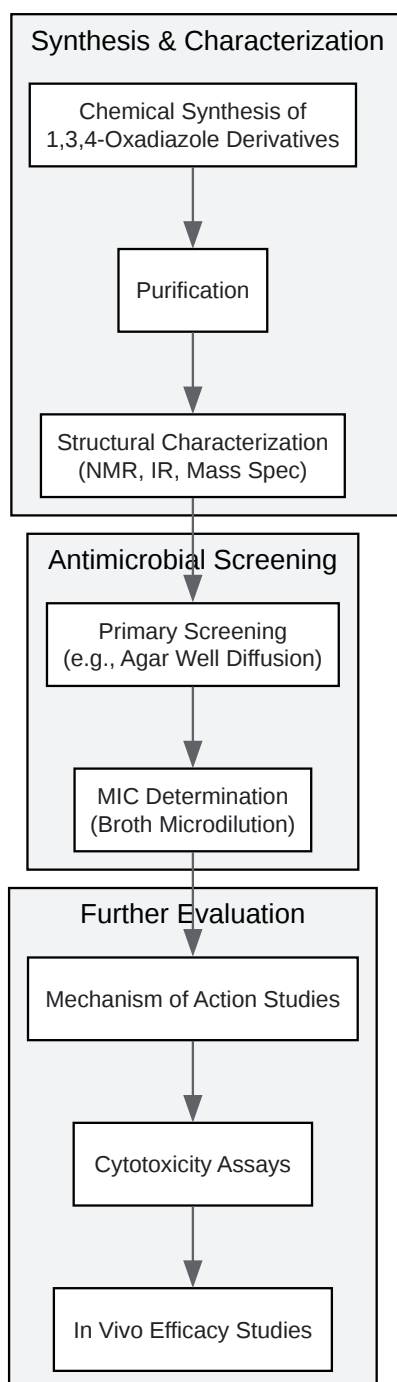 Synthesis & Characterization
Chemical Synthesis of
1,3,4-Oxadiazole Derivatives
Purification
Structural Characterization
(NMR, IR, Mass Spec)
Antimicrobial Screening
Primary Screening
(e.g., Agar Well Diffusion)
MIC Determination
(Broth Microdilution)
Further Evaluation
Mechanism of Action Studies
Cytotoxicity Assays
In Vivo Efficacy Studies